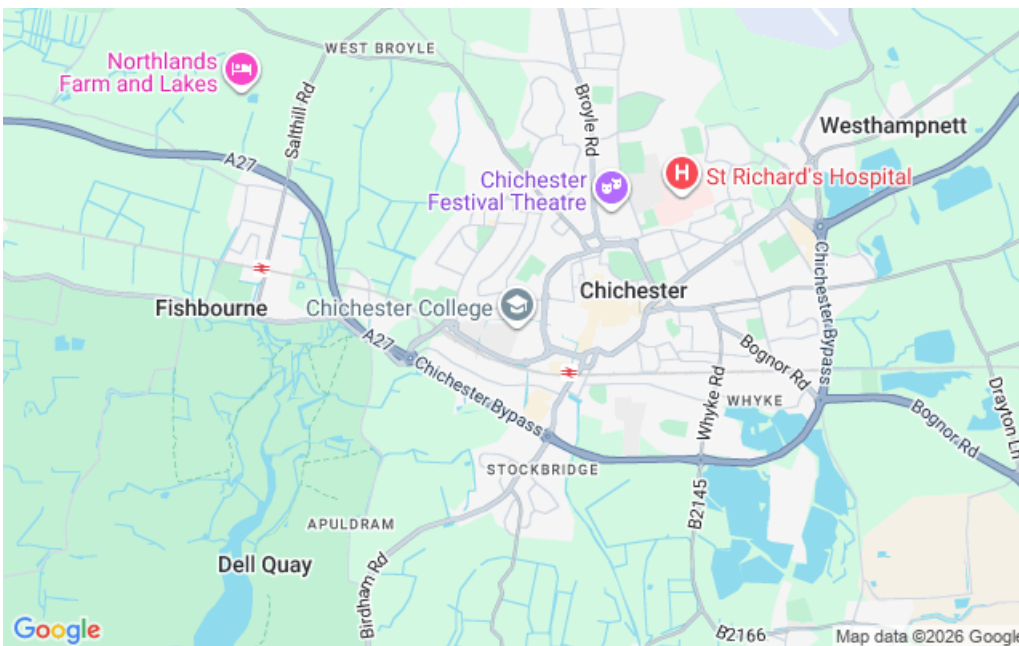 WEST BROYLE
Northlands
Farm and Lakes
Salthill Rd
Broyle Rd
Westhampnett
A27
Chichester
Festival Theatre
St Richard's Hospital
Chichester Bypass
Fishbourne
Chichester College
Chichester
A27
Chichester Bypass
Bognor Rd
Whyke Rd
WHYKE
Drayton Ln
Bognor Rd
STOCKBRIDGE
B2145
APULDRAM
Dell Quay
Birdham Rd
B2166
Google
Map data ©2026 Google